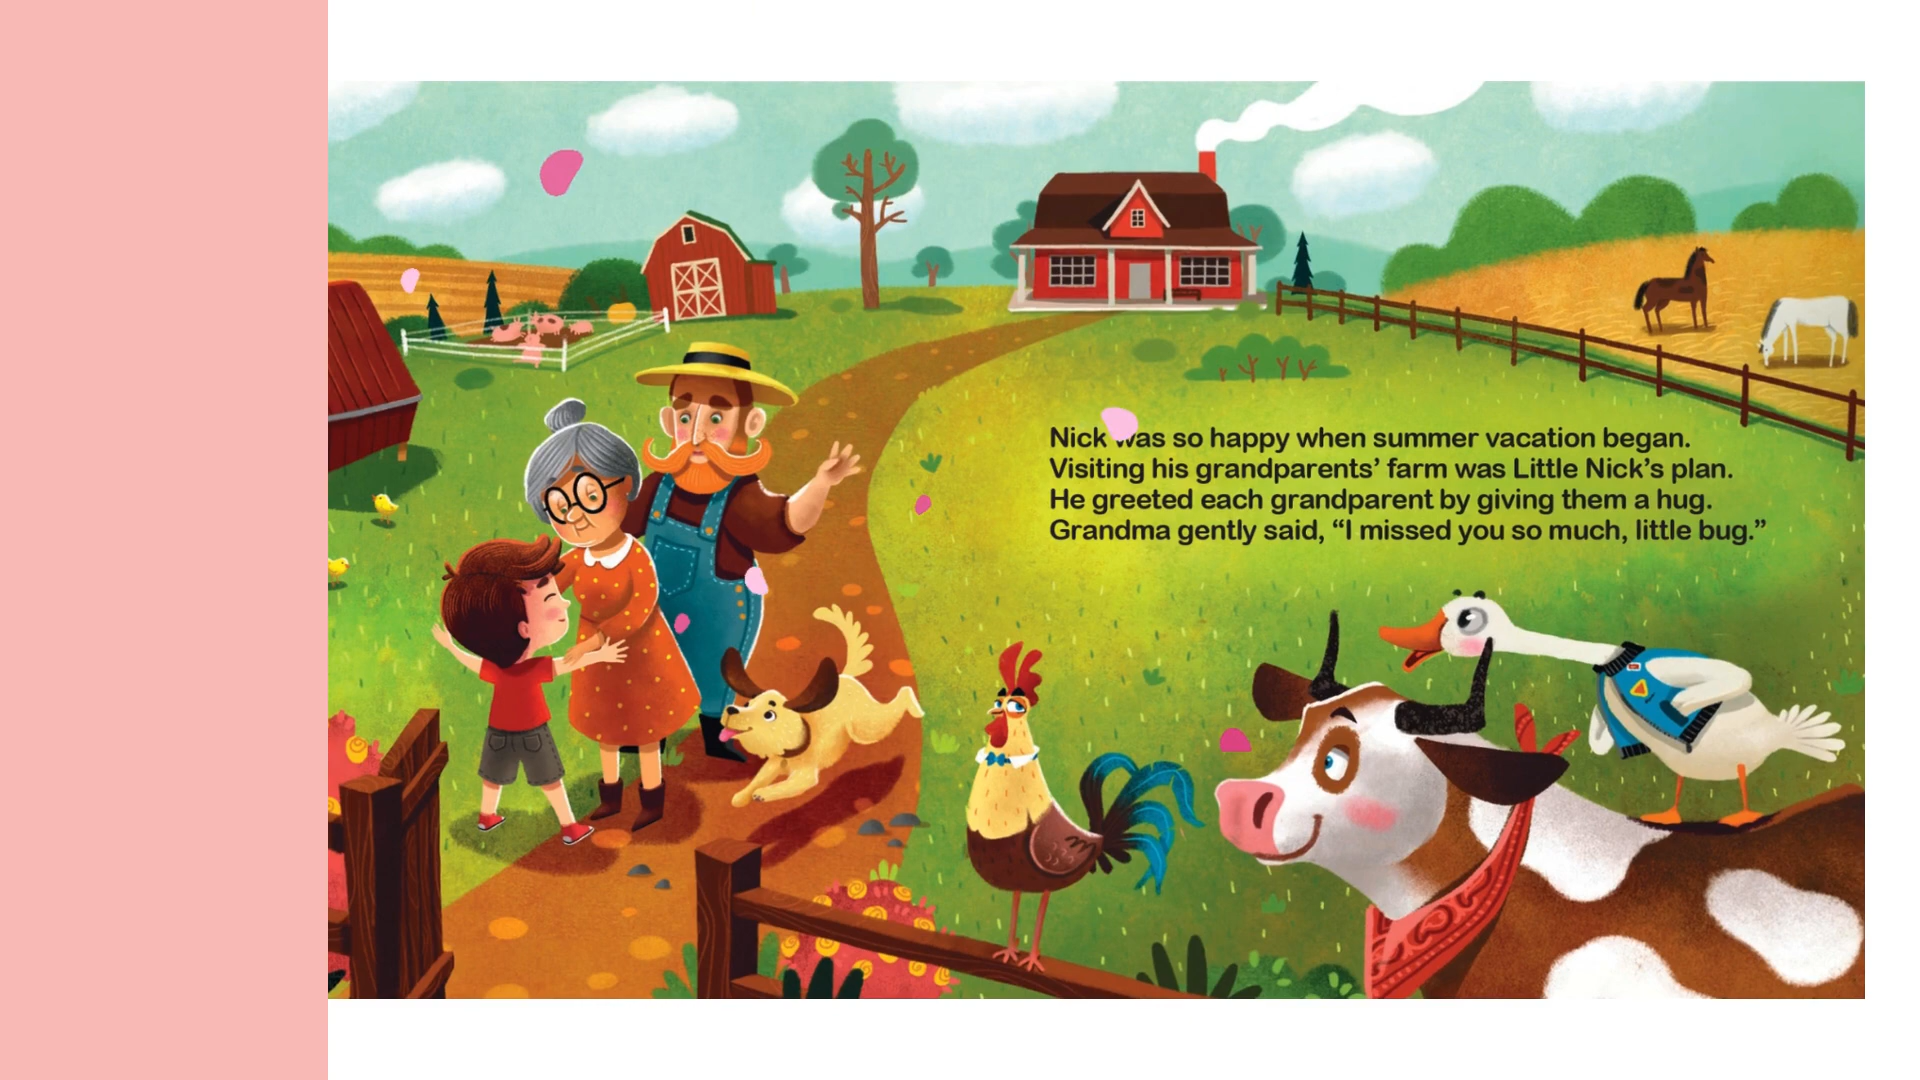 Nick was so happy when summer vacation began.
Visiting his grandparents’ farm was Little Nick’s plan.
He greeted each grandparent by giving them a hug.
Grandma gently said, “I missed you so much, little bug.”